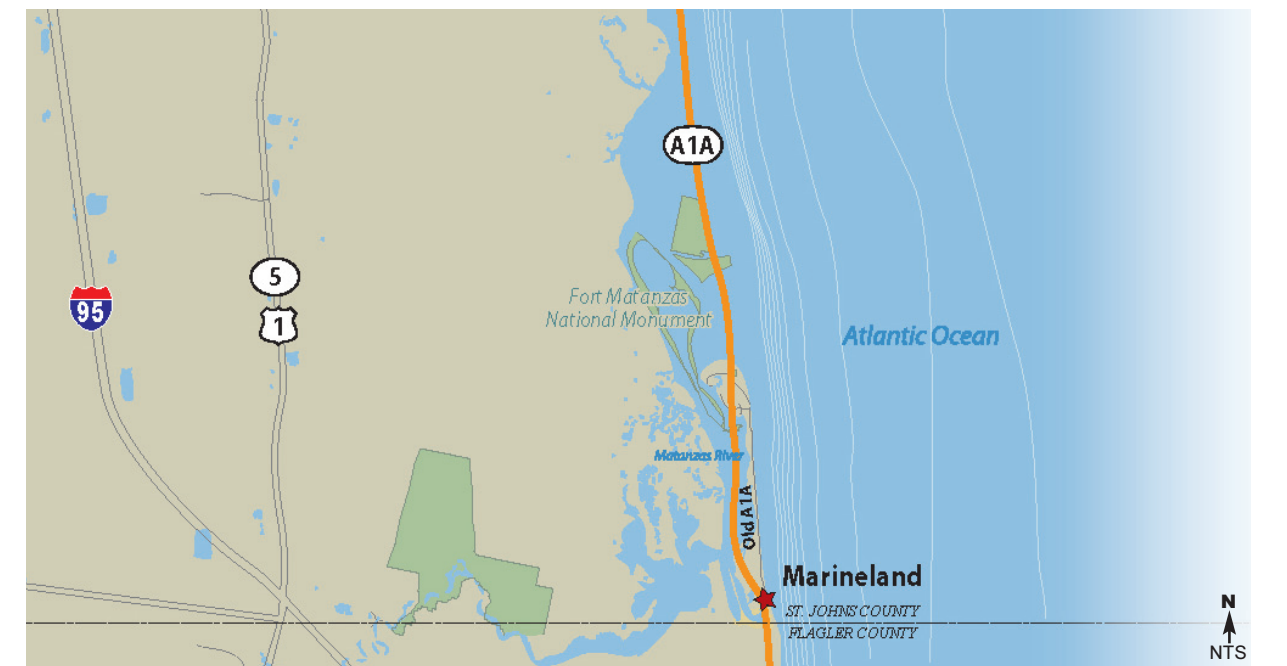 A1A
5
1
95
Fort Matanzas
National Monument
Atlantic Ocean
Matanzas River
Old A1A
Marineland
ST. JOHNS COUNTY
FLAGLER COUNTY
N
NTS